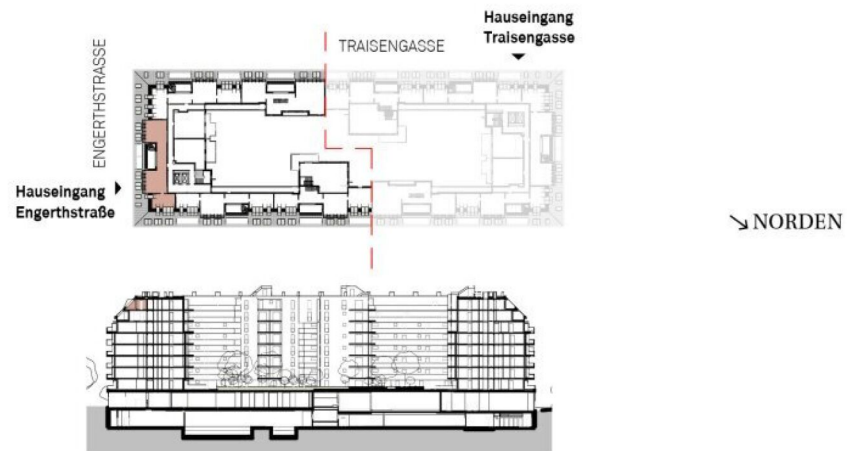 Hauseingang
Traisengasse
TRAISENGASSE
ENGERTHSTRASSE
Hauseingang
Engerthstraße
NORDEN